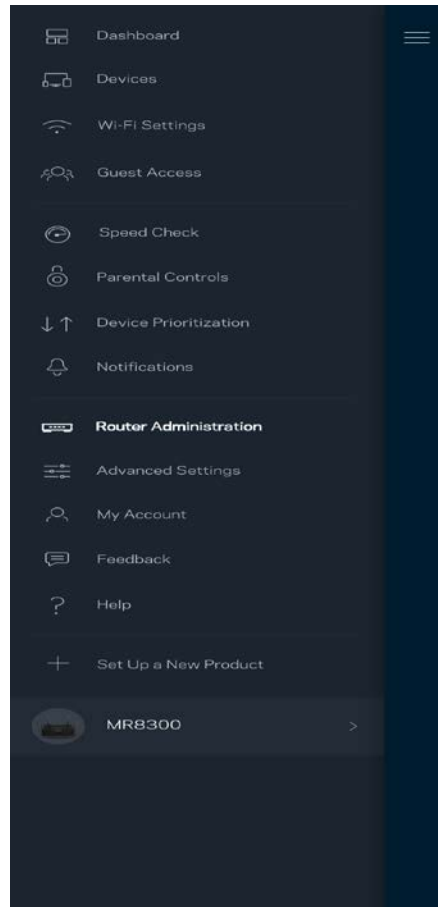 Dashboard
Devices
Wi-Fi Settings
Guest Access
Speed Check
Parental Controls
Device Prioritization
Notifications
Router Administration
Advanced Settings
My Account
Feedback
Help
Set Up a New Product
MR8300